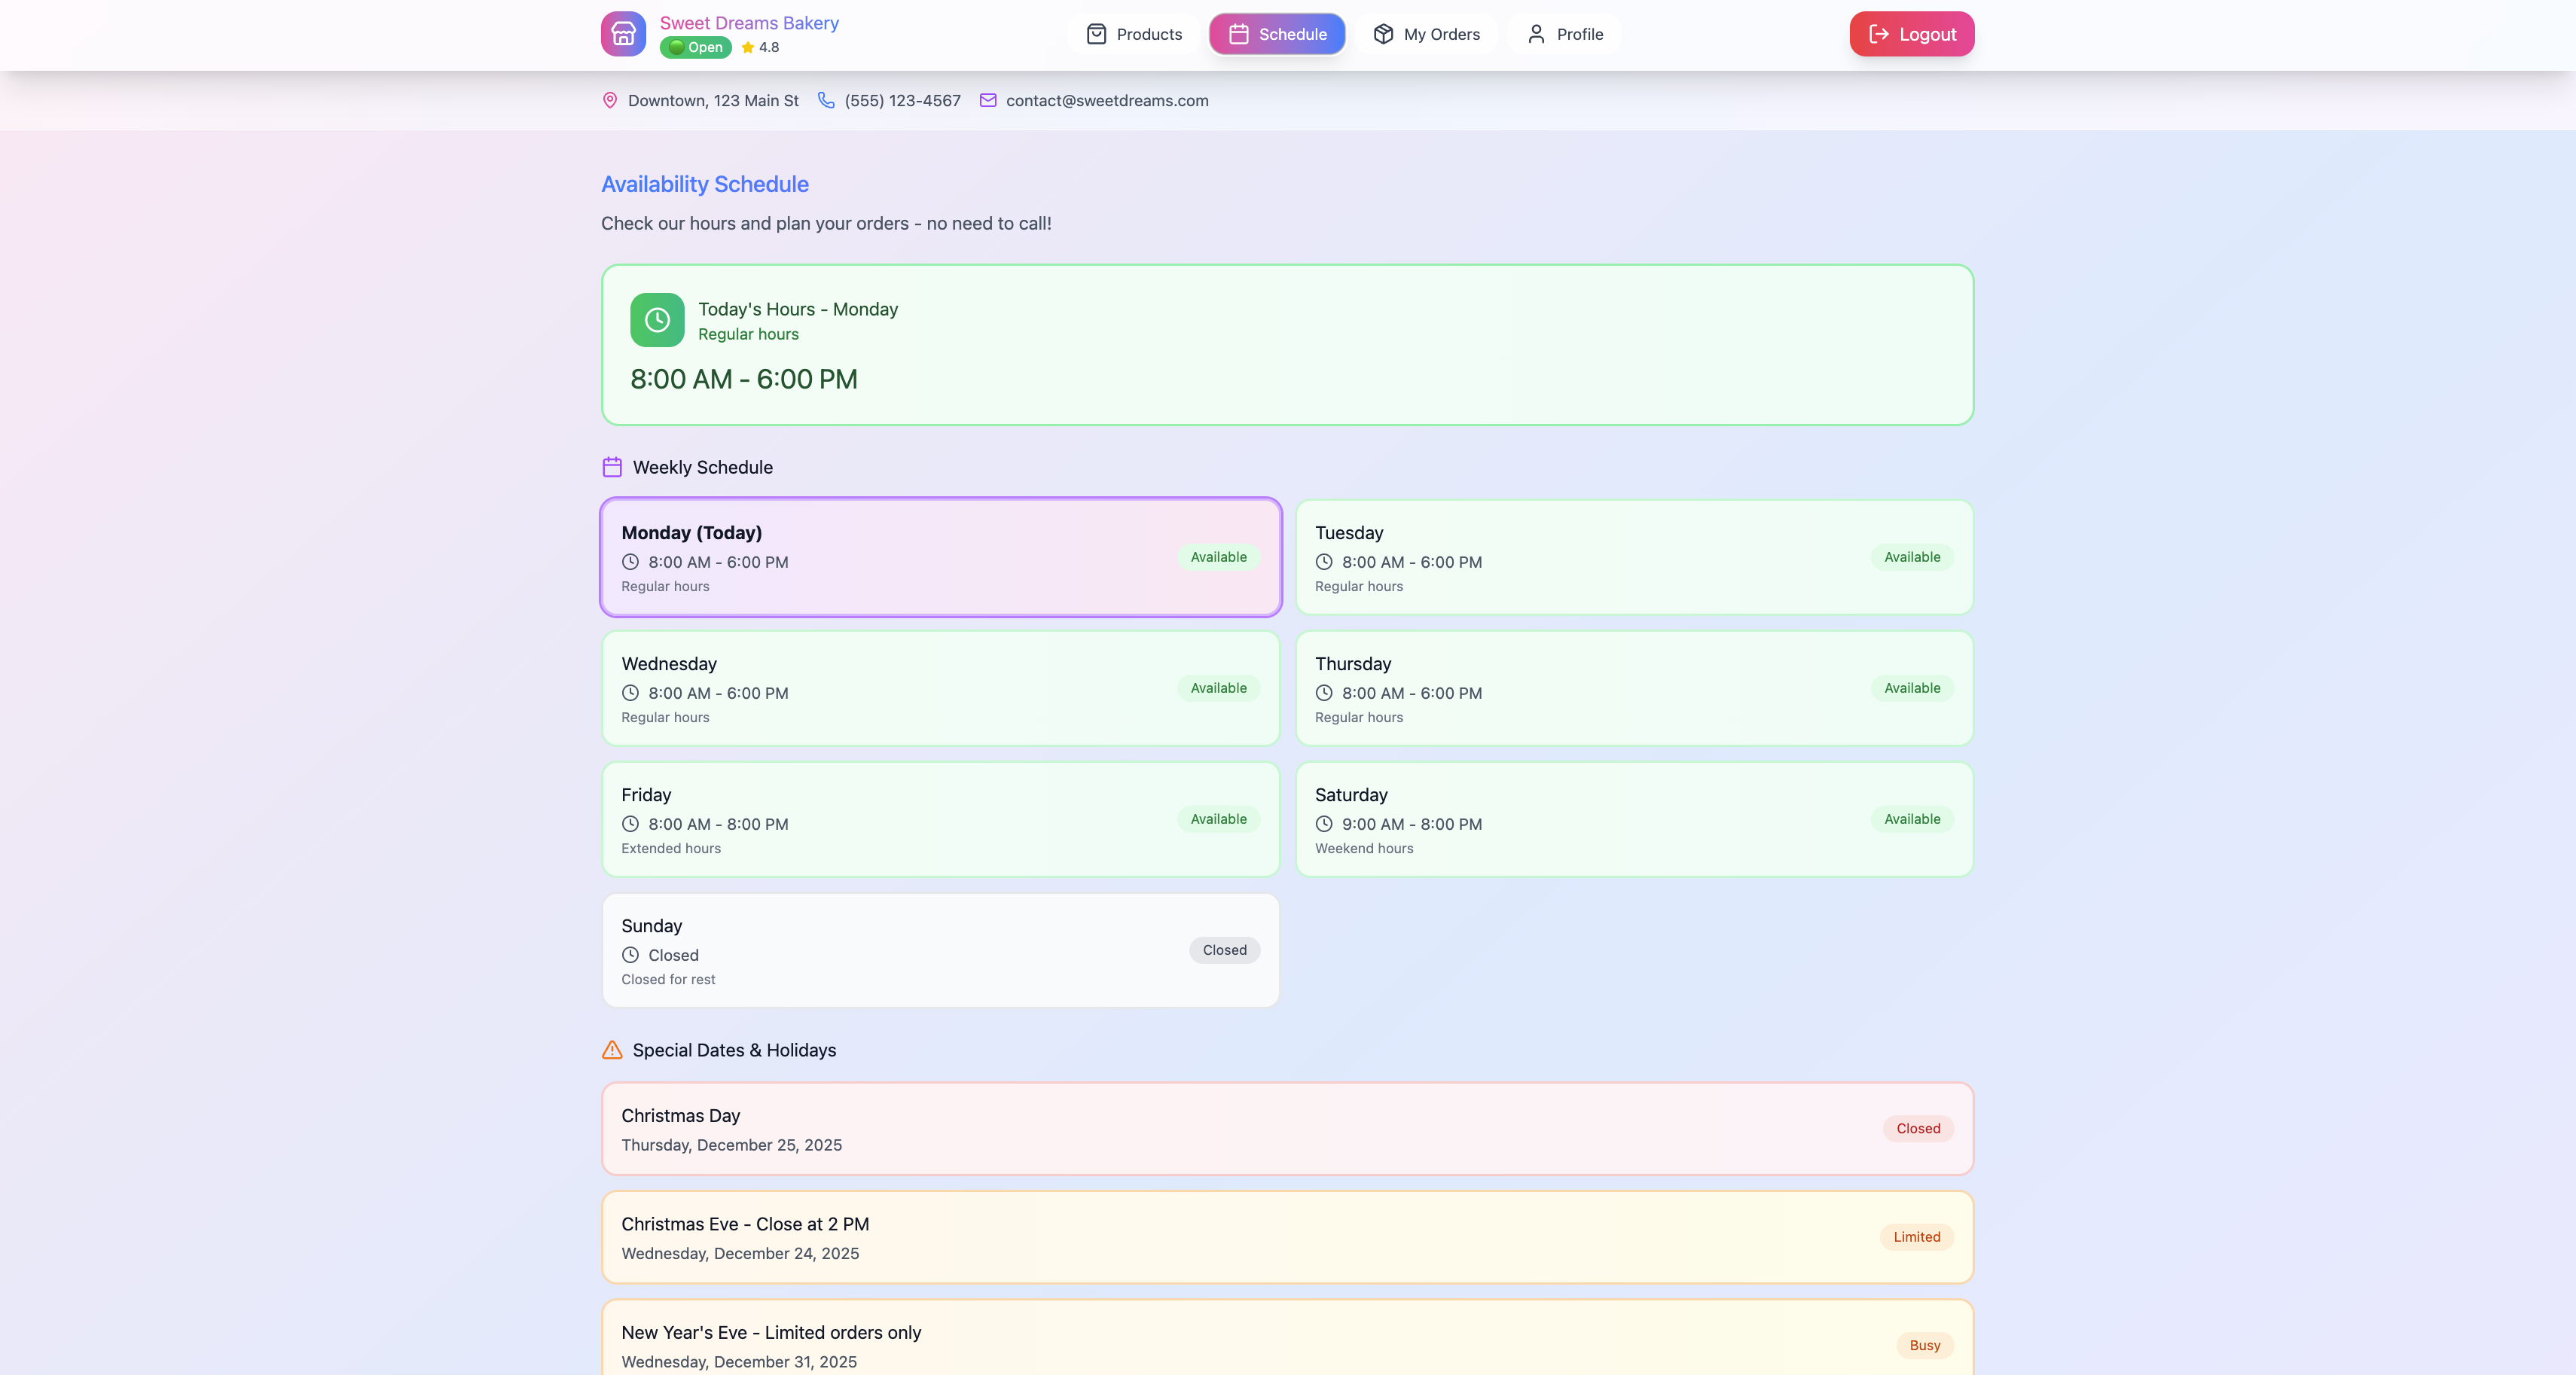 Sweet Dreams Bakery
Open 4.8
Products
Schedule
My Orders
Profile
Logout
Downtown, 123 Main St
(555) 123-4567
contact@sweetdreams.com
Availability Schedule
Check our hours and plan your orders - no need to call!
Today's Hours - Monday
Regular hours
8:00 AM - 6:00 PM
Weekly Schedule
Monday (Today)
8:00 AM - 6:00 PM
Regular hours
Available
Tuesday
8:00 AM - 6:00 PM
Regular hours
Available
Wednesday
8:00 AM - 6:00 PM
Regular hours
Available
Thursday
8:00 AM - 6:00 PM
Regular hours
Available
Friday
8:00 AM - 8:00 PM
Extended hours
Available
Saturday
9:00 AM - 8:00 PM
Weekend hours
Available
Sunday
Closed
Closed for rest
Closed
Special Dates & Holidays
Christmas Day
Thursday, December 25, 2025
Closed
Christmas Eve - Close at 2 PM
Wednesday, December 24, 2025
Limited
New Year's Eve - Limited orders only
Wednesday, December 31, 2025
Busy